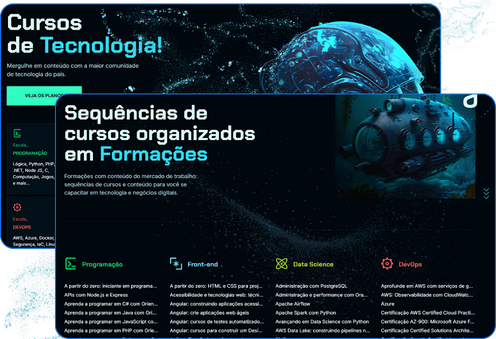 Cursos
de Tecnologia!
Mergulhe em conteúdo com a maior comunidade
de tecnologia do país.
VEJA OS PLANOS
Escola_
PROGRAMAÇÃO
Lógica, Python, PHP,
.NET, Node JS, C,
Computação, Jogos,
e mais...
Escola_
DEVOPS
AWS, Azure, Docker,
Segurança, IaC, Linu
Sequências de
cursos organizados
em Formações
Formações com conteúdo do mercado de trabalho:
sequências de cursos e conteúdo para você se
capacitar em tecnologia e negócios digitais.
Programação
A partir do zero: iniciante em programa...
APIs com Node.js e Express
Aprenda a programar em C# com Orien...
Aprenda a programar em Java com Ori...
Aprenda a programar em JavaScript co...
Aprenda a programar em PHP com Orie...
Front-end
A partir do zero: HTML e CSS para proj...
Acessibilidade e tecnologias web: técni...
Angular: construindo aplicações acessí...
Angular: crie aplicações web ágeis
Angular: cursos de testes automatizado...
Angular: cursos para construir um Desi...
Data Science
Administração com PostgreSQL
Administração e performance com Ora...
Apache Airflow
Apache Spark com Python
Avançando em Data Science com Python
AWS Data Lake: construindo pipelines n...
DevOps
Aprofunde em AWS com serviços de g...
AWS: Observabilidade com CloudWatc...
Azure
Certificação AWS Certified Cloud Practi...
Certificação AZ-900: Microsoft Azure F...
Certificação Certified Solutions Archite...